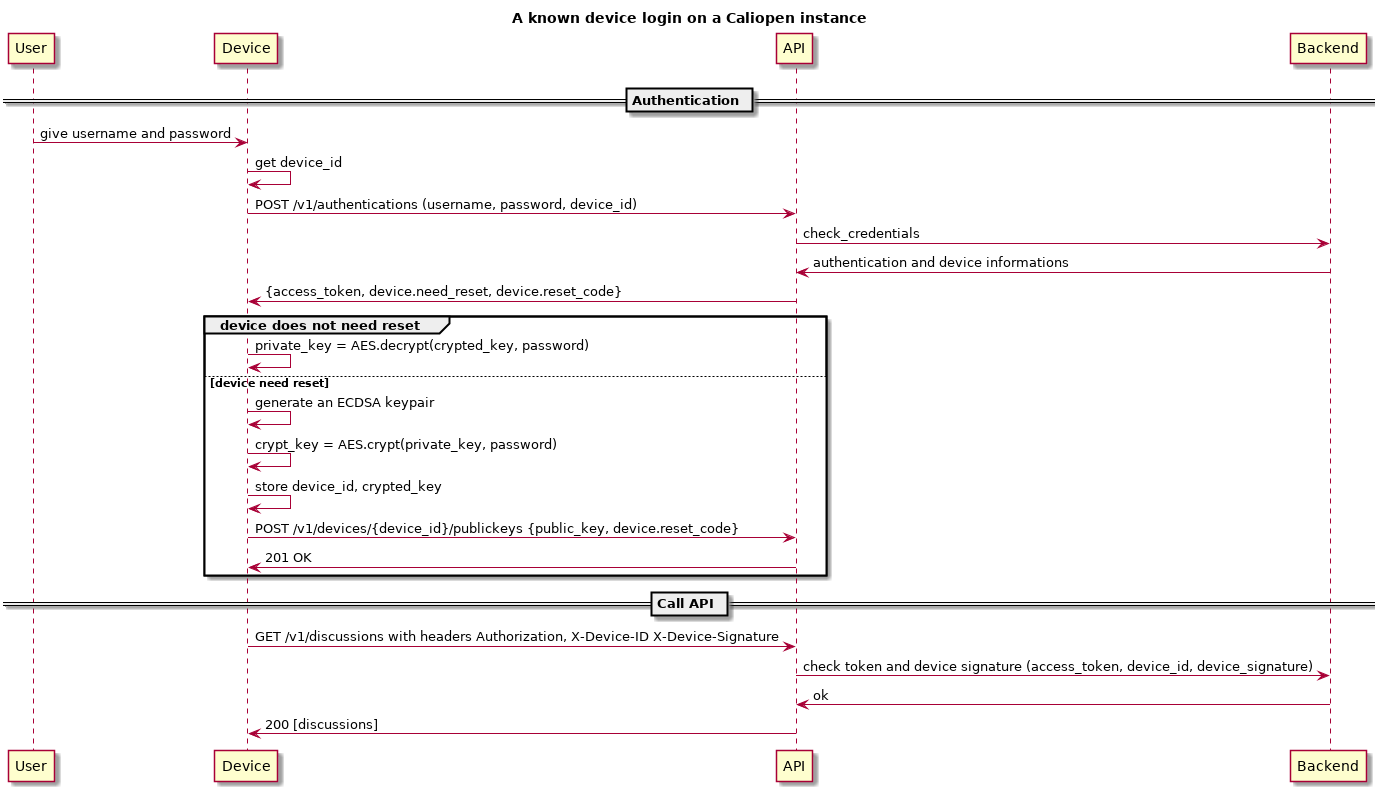 A known device login on a Caliopen instance
User Device API Backend
Authentication
give username and password
get device_id
POST /v1/authentications (username, password, device_id)
check_credentials
authentication and device informations
{access_token, device.need_reset, device.reset_code}
device does not need reset
private_key = AES.decrypt(crypted_key, password)
[device need reset]
generate an ECDSA keypair
crypt_key = AES.crypt(private_key, password)
store device_id, crypted_key
POST /v1/devices/{device_id}/publickeys {public_key, device.reset_code}
201 OK
Call API
GET /v1/discussions with headers Authorization, X-Device-ID X-Device-Signature
check token and device signature (access_token, device_id, device_signature)
ok
200 [discussions]
User Device API Backend